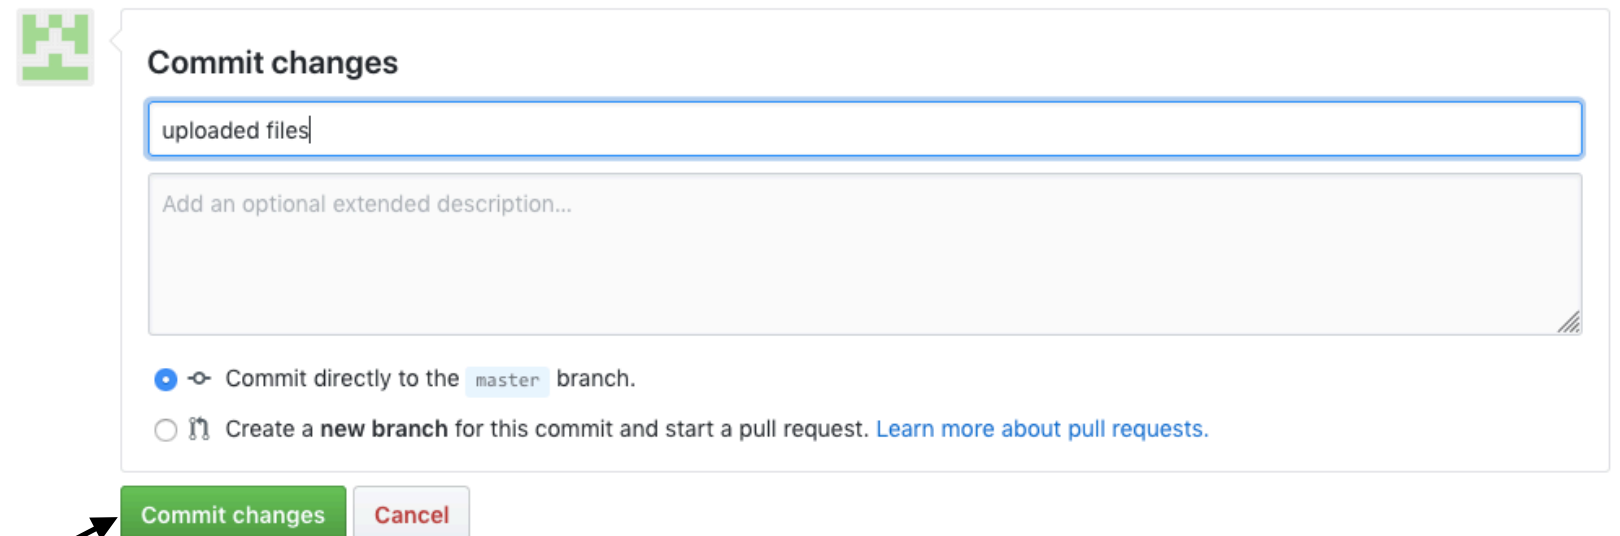 Commit changes
uploaded files
Add an optional extended description...
Commit directly to the master branch.
Create a new branch for this commit and start a pull request. Learn more about pull requests.
Commit changes Cancel